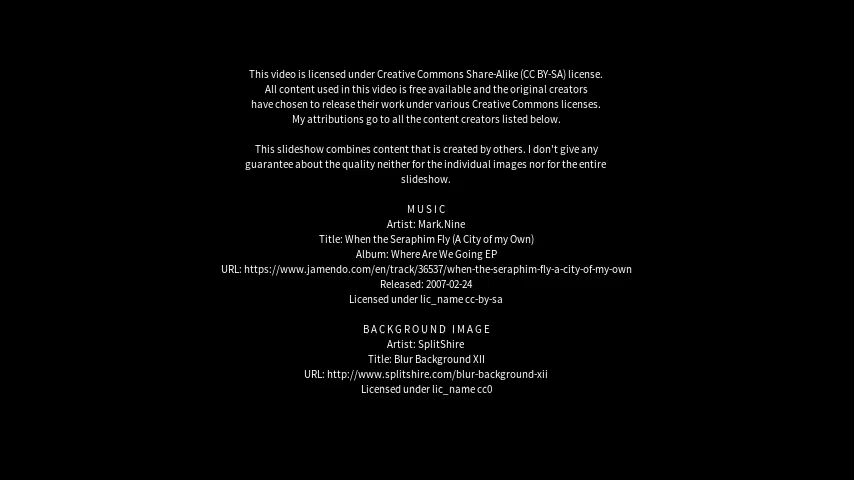 This video is licensed under Creative Commons Share-Alike (CC BY-SA) license.
All content used in this video is free available and the original creators
have chosen to release their work under various Creative Commons licenses.
My attributions go to all the content creators listed below.
This slideshow combines content that is created by others. I don't give any
guarantee about the quality neither for the individual images nor for the entire
slideshow.
MUSIC
Artist: Mark.Nine
Title: When the Seraphim Fly (A City of my Own)
Album: Where Are We Going EP
URL: https://www.jamendo.com/en/track/36537/when-the-seraphim-fly-a-city-of-my-own
Released: 2007-02-24
Licensed under lic_name cc-by-sa
BACKGROUND IMAGE
Artist: SplitShire
Title: Blur Background XII
URL: http://www.splitshire.com/blur-background-xii
Licensed under lic_name cc0